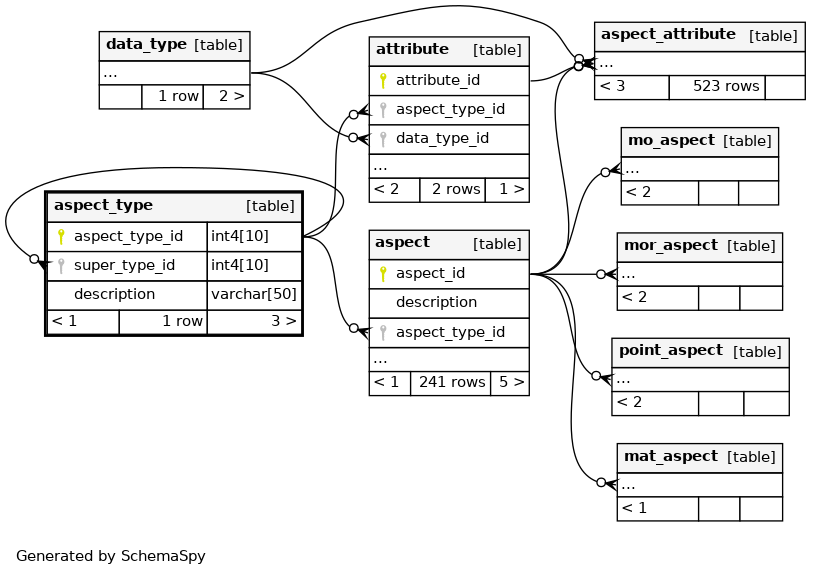 data_type [table]
...
1 row 2 >
aspect_type [table]
aspect_type_id int4[10]
super_type_id int4[10]
description varchar[50]
< 1 1 row 3 >
attribute [table]
attribute_id
aspect_type_id
data_type_id
...
< 2 2 rows 1 >
aspect [table]
aspect_id
description
aspect_type_id
...
< 1 241 rows 5 >
aspect_attribute [table]
...
< 3 523 rows
mo_aspect [table]
...
< 2
mor_aspect [table]
...
< 2
point_aspect [table]
...
< 2
mat_aspect [table]
...
< 1
Generated by SchemaSpy